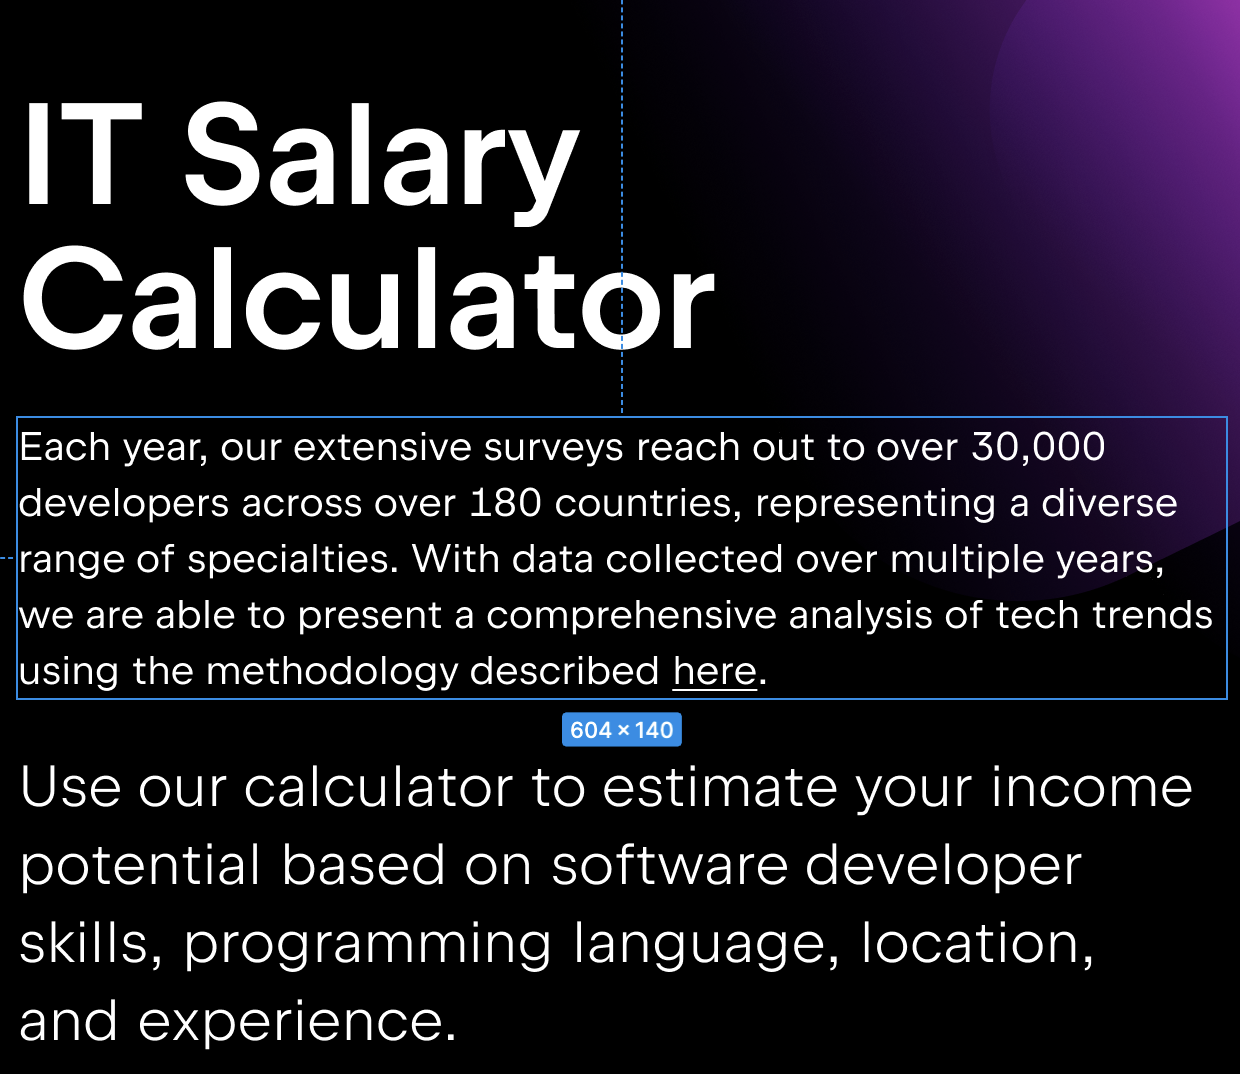 IT Salary
Calculator
Each year, our extensive surveys reach out to over 30,000
developers across over 180 countries, representing a diverse
range of specialties. With data collected over multiple years,
we are able to present a comprehensive analysis of tech trends
using the methodology described here.
604 × 140
Use our calculator to estimate your income
potential based on software developer
skills, programming language, location,
and experience.